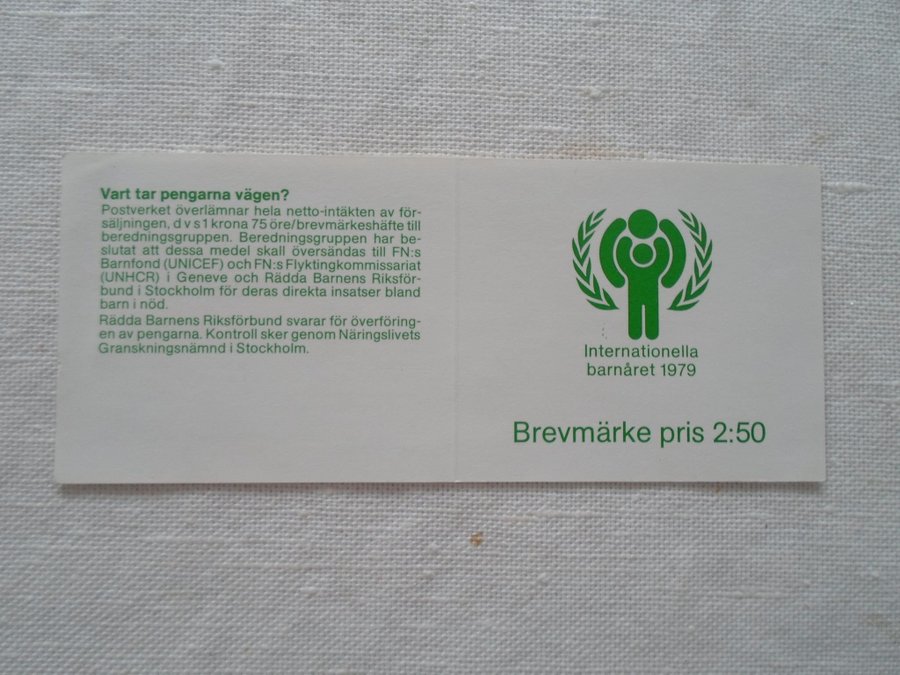 Vart tar pengarna vägen?
Postverket överlämnar hela netto-intäkten av för-
säljningen, d v s 1 krona 75 öre/brevmärkeshäfte till
beredningsgruppen. Beredningsgruppen har be-
slutat att dessa medel skall översändas till FN:s
Barnfond (UNICEF) och FN:s Flyktingkommissariat
(UNHCR) i Geneve och Rädda Barnens Riksför-
bund i Stockholm för deras direkta insatser bland
barn i nöd.
Rädda Barnens Riksförbund svarar för överföring-
en av pengarna. Kontroll sker genom Näringslivets
Granskningsnämnd i Stockholm.
Internationella
barnåret 1979
Brevmärke pris 2:50